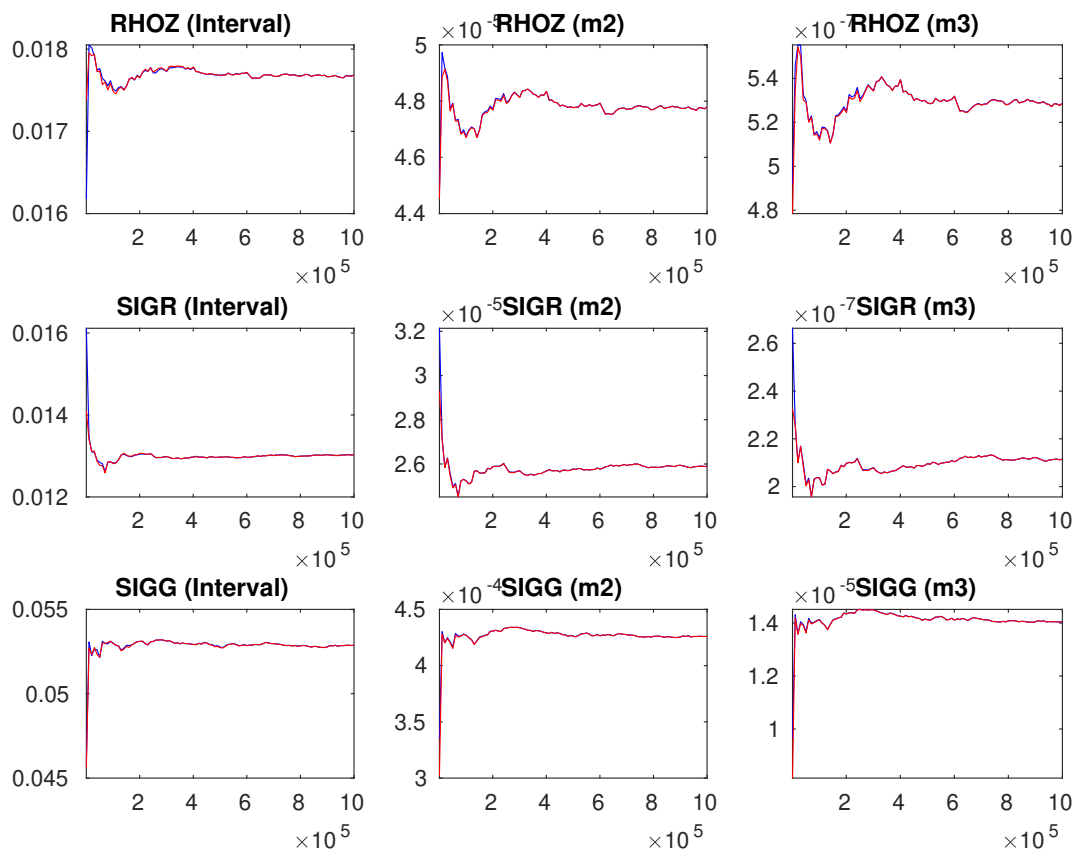 RHOZ (Interval)
0.018
0.017
0.016
2 4 6 8 10
×10 5
×10 -5 RHOZ (m2)
5
4.8
4.6
4.4
2 4 6 8 10
×10 5
×10 -7 RHOZ (m3)
5.4
5.2
5
4.8
2 4 6 8 10
×10 5
SIGR (Interval)
0.016
0.014
0.012
2 4 6 8 10
×10 5
×10 -5 SIGR (m2)
3.2
3
2.8
2.6
2 4 6 8 10
×10 5
×10 -7 SIGR (m3)
2.6
2.4
2.2
2
2 4 6 8 10
×10 5
SIGG (Interval)
0.055
0.05
0.045
2 4 6 8 10
×10 5
×10 -4 SIGG (m2)
4.5
4
3.5
3
2 4 6 8 10
×10 5
×10 -5 SIGG (m3)
1.4
1.2
1
2 4 6 8 10
×10 5